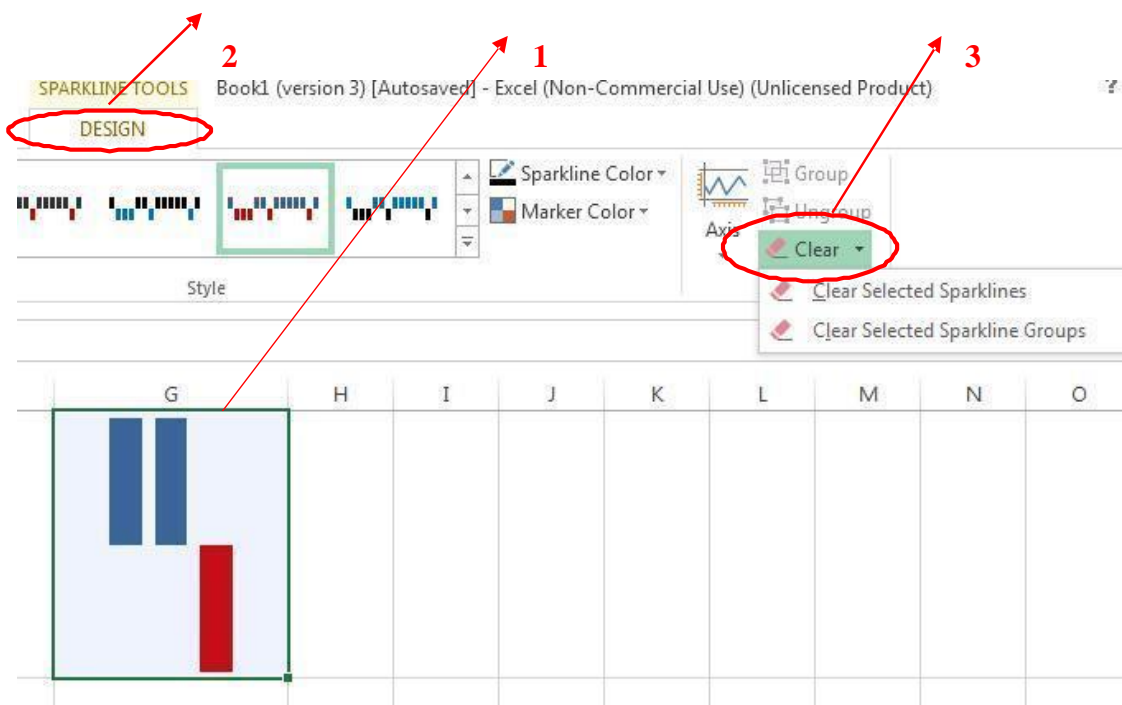 2 1 3
SPARKLINE TOOLS Book1 (version 3) [Autosaved] - Excel (Non-Commercial Use) (Unlicensed Product) ?
DESIGN
Sparkline Color
Marker Color
Axis
Group
Ungroup
Clear
Style
Clear Selected Sparklines
Clear Selected Sparkline Groups
G H I J K L M N O